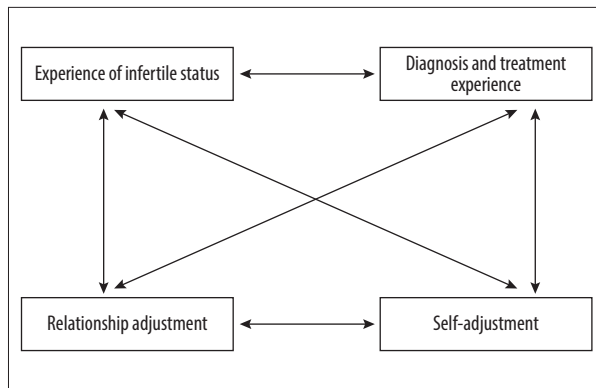 Experience of infertile status
Diagnosis and treatment
experience
Relationship adjustment
Self-adjustment